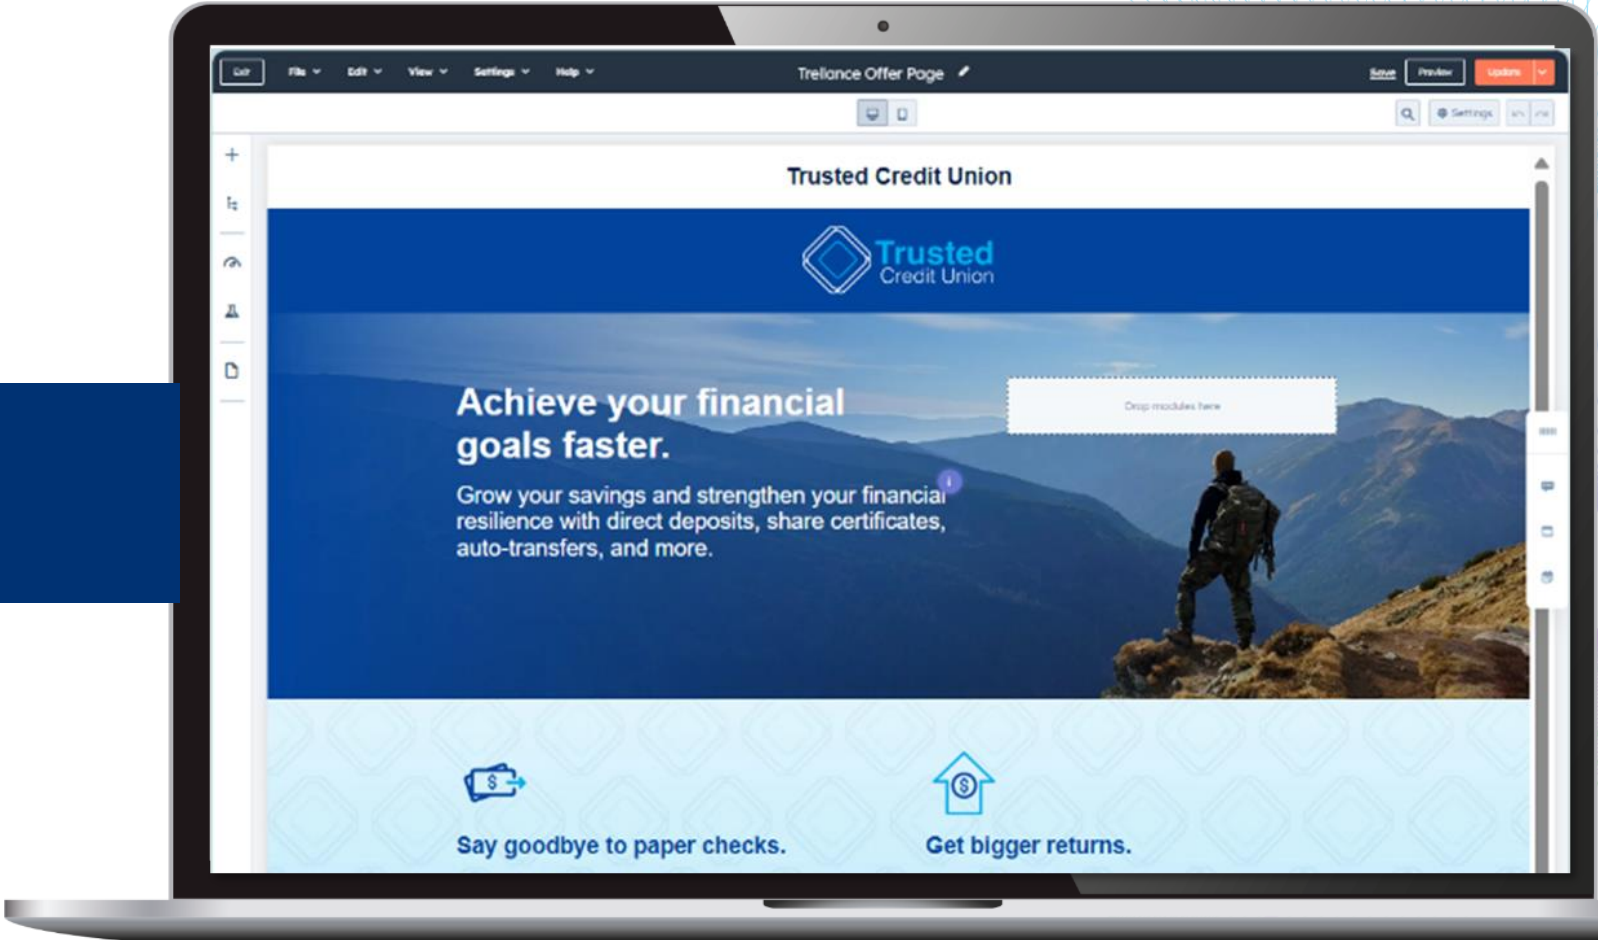 Exit File Edit View Settings Help Trellance Offer Page Save Preview Update
Settings
Trusted Credit Union
Trusted
Credit Union
Achieve your financial
goals faster.
Drop modules here
Grow your savings and strengthen your financial
resilience with direct deposits, share certificates,
auto-transfers, and more.
Say goodbye to paper checks. Get bigger returns.